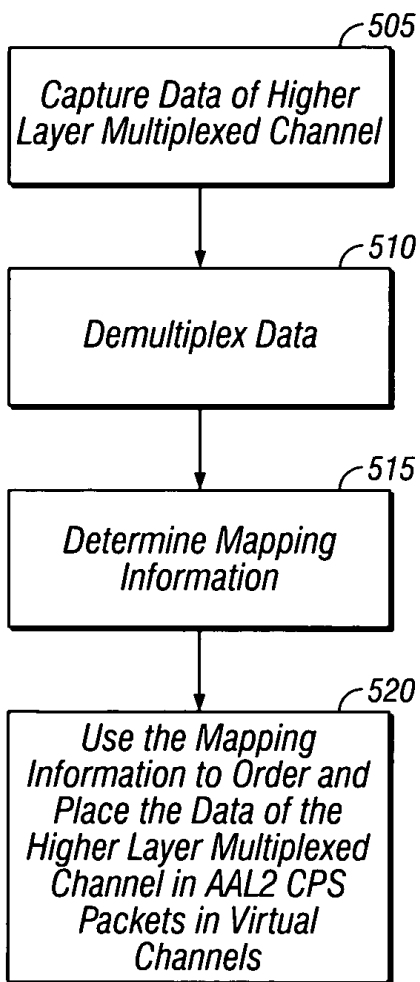 505
Capture Data of Higher
Layer Multiplexed Channel
510
Demultiplex Data
515
Determine Mapping
Information
520
Use the Mapping
Information to Order and
Place the Data of the
Higher Layer Multiplexed
Channel in AAL2 CPS
Packets in Virtual
Channels